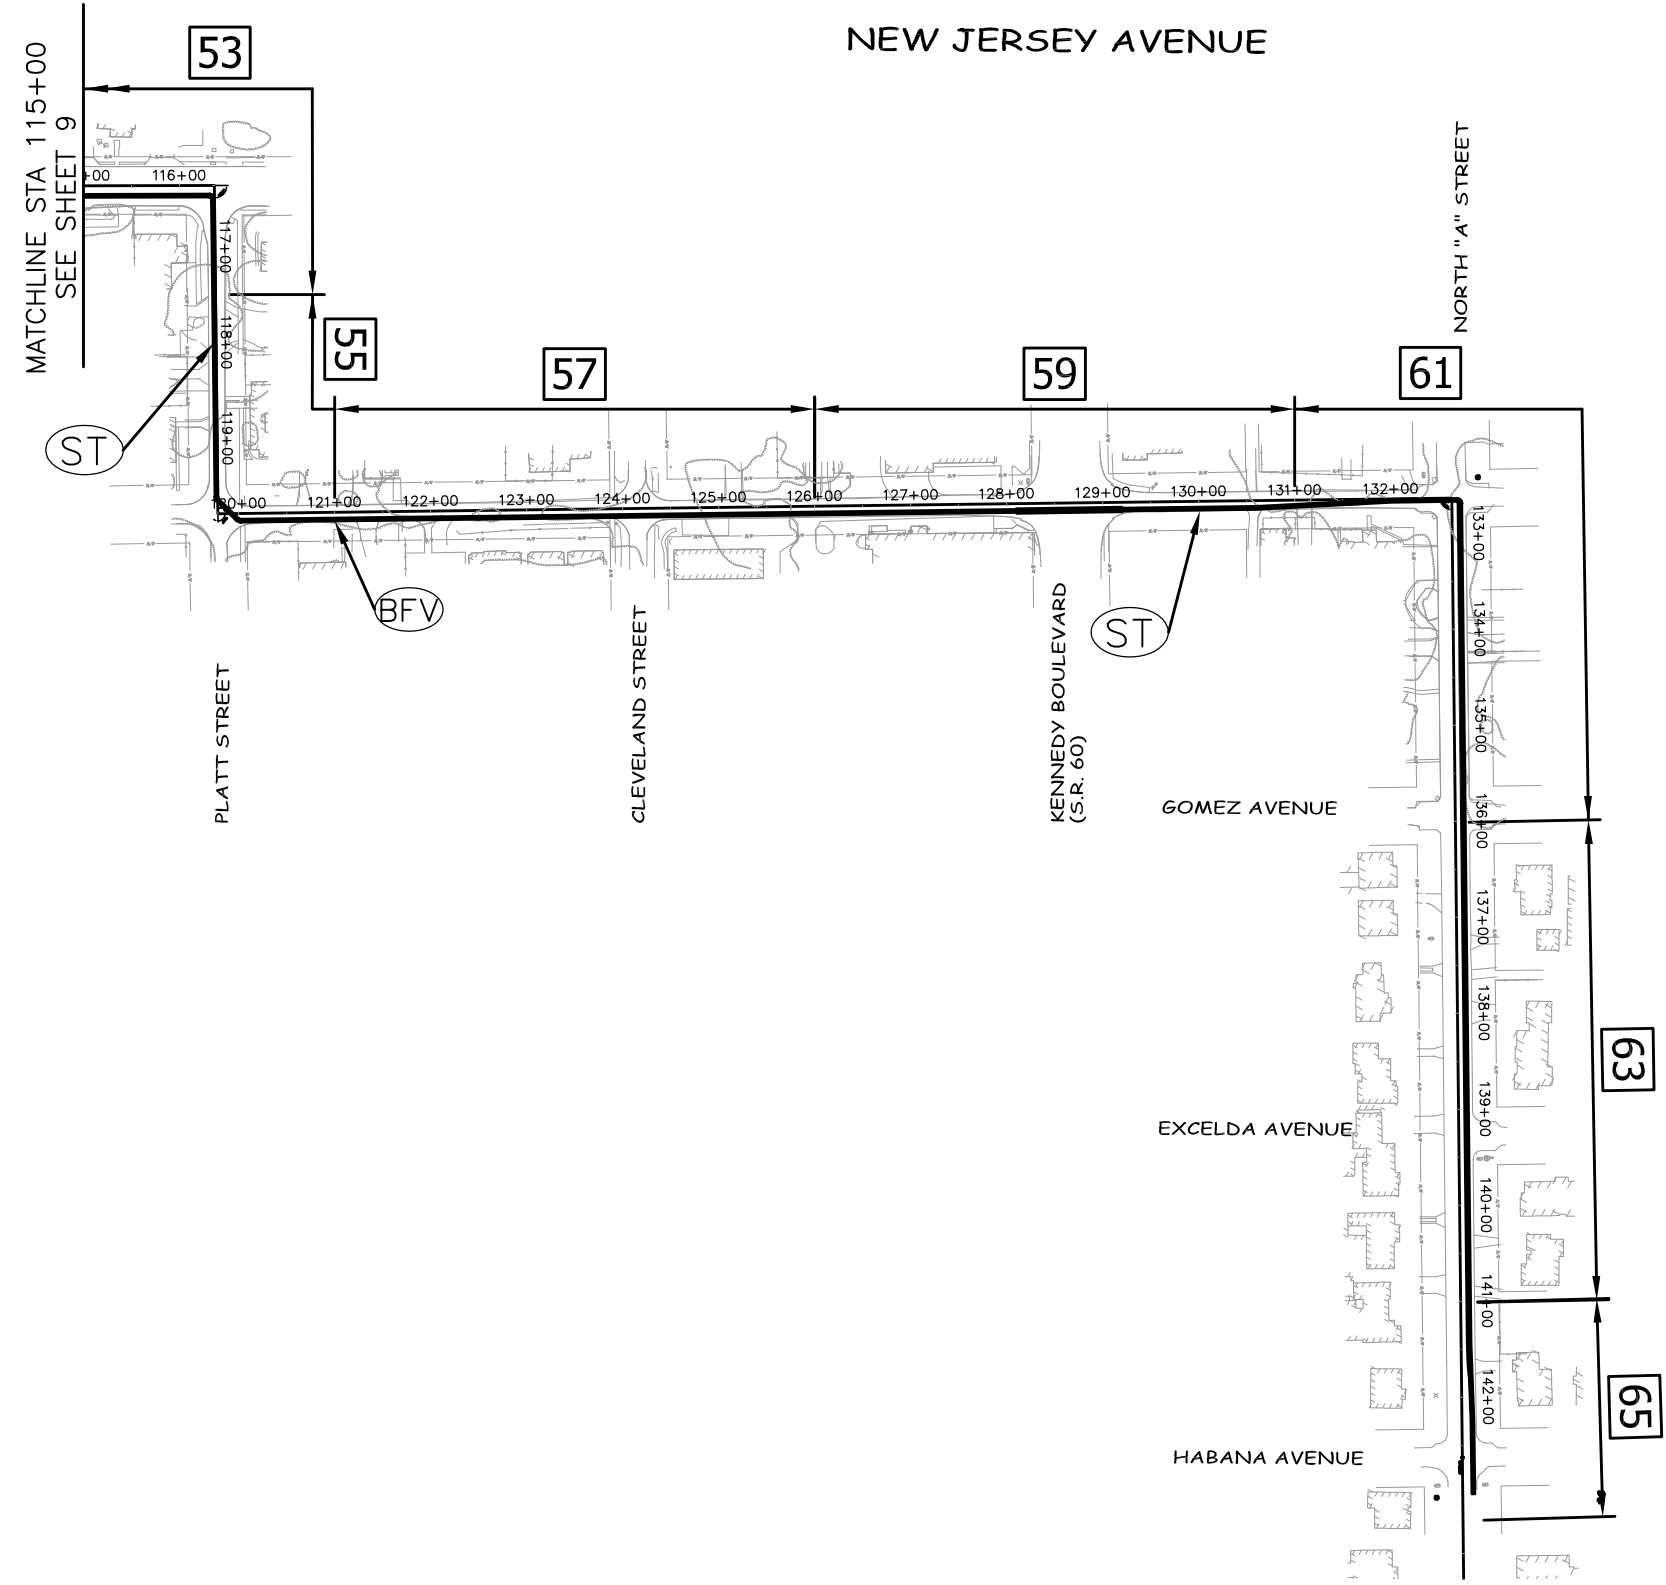 NEW JERSEY AVENUE
53
MATCHLINE STA 115+00
SEE SHEET 9
+00
116+00
117+00
118+00
119+00
ST
55
57
59
61
NORTH "A" STREET
120+00
121+00
122+00
123+00
124+00
125+00
126+00
127+00
128+00
129+00
130+00
131+00
132+00
BFV
ST
PLATT STREET
CLEVELAND STREET
KENNEDY BOULEVARD
(S.R. 60)
133+00
134+00
135+00
136+00
137+00
138+00
139+00
140+00
141+00
142+00
GOMEZ AVENUE
63
EXCELDA AVENUE
65
HABANA AVENUE